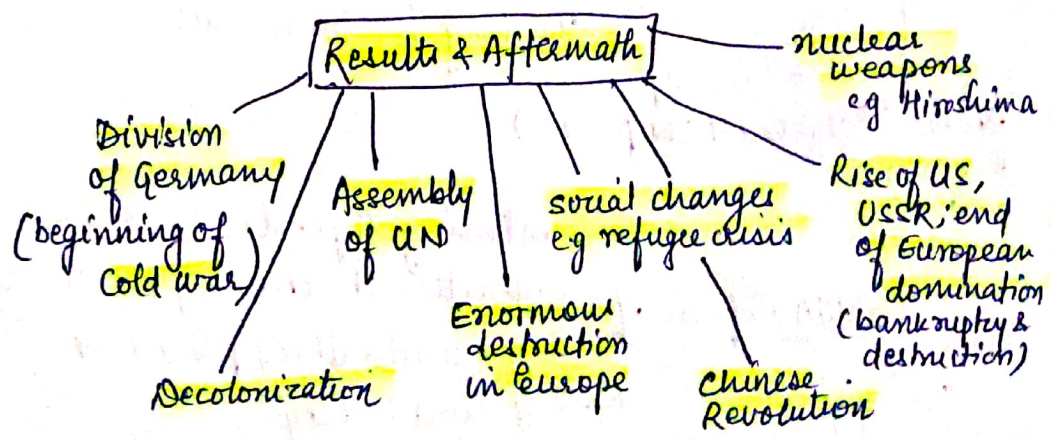 Results & Aftermath
nuclear
weapons
eg Hiroshima
Division
of Germany
(beginning of
Cold war)
Assembly
of UN
social changes
eg refugee crisis
Rise of US,
USSR; end
of European
domination
(bankruptcy &
destruction)
Enormous
destruction
in Europe
Decolonization
Chinese
Revolution